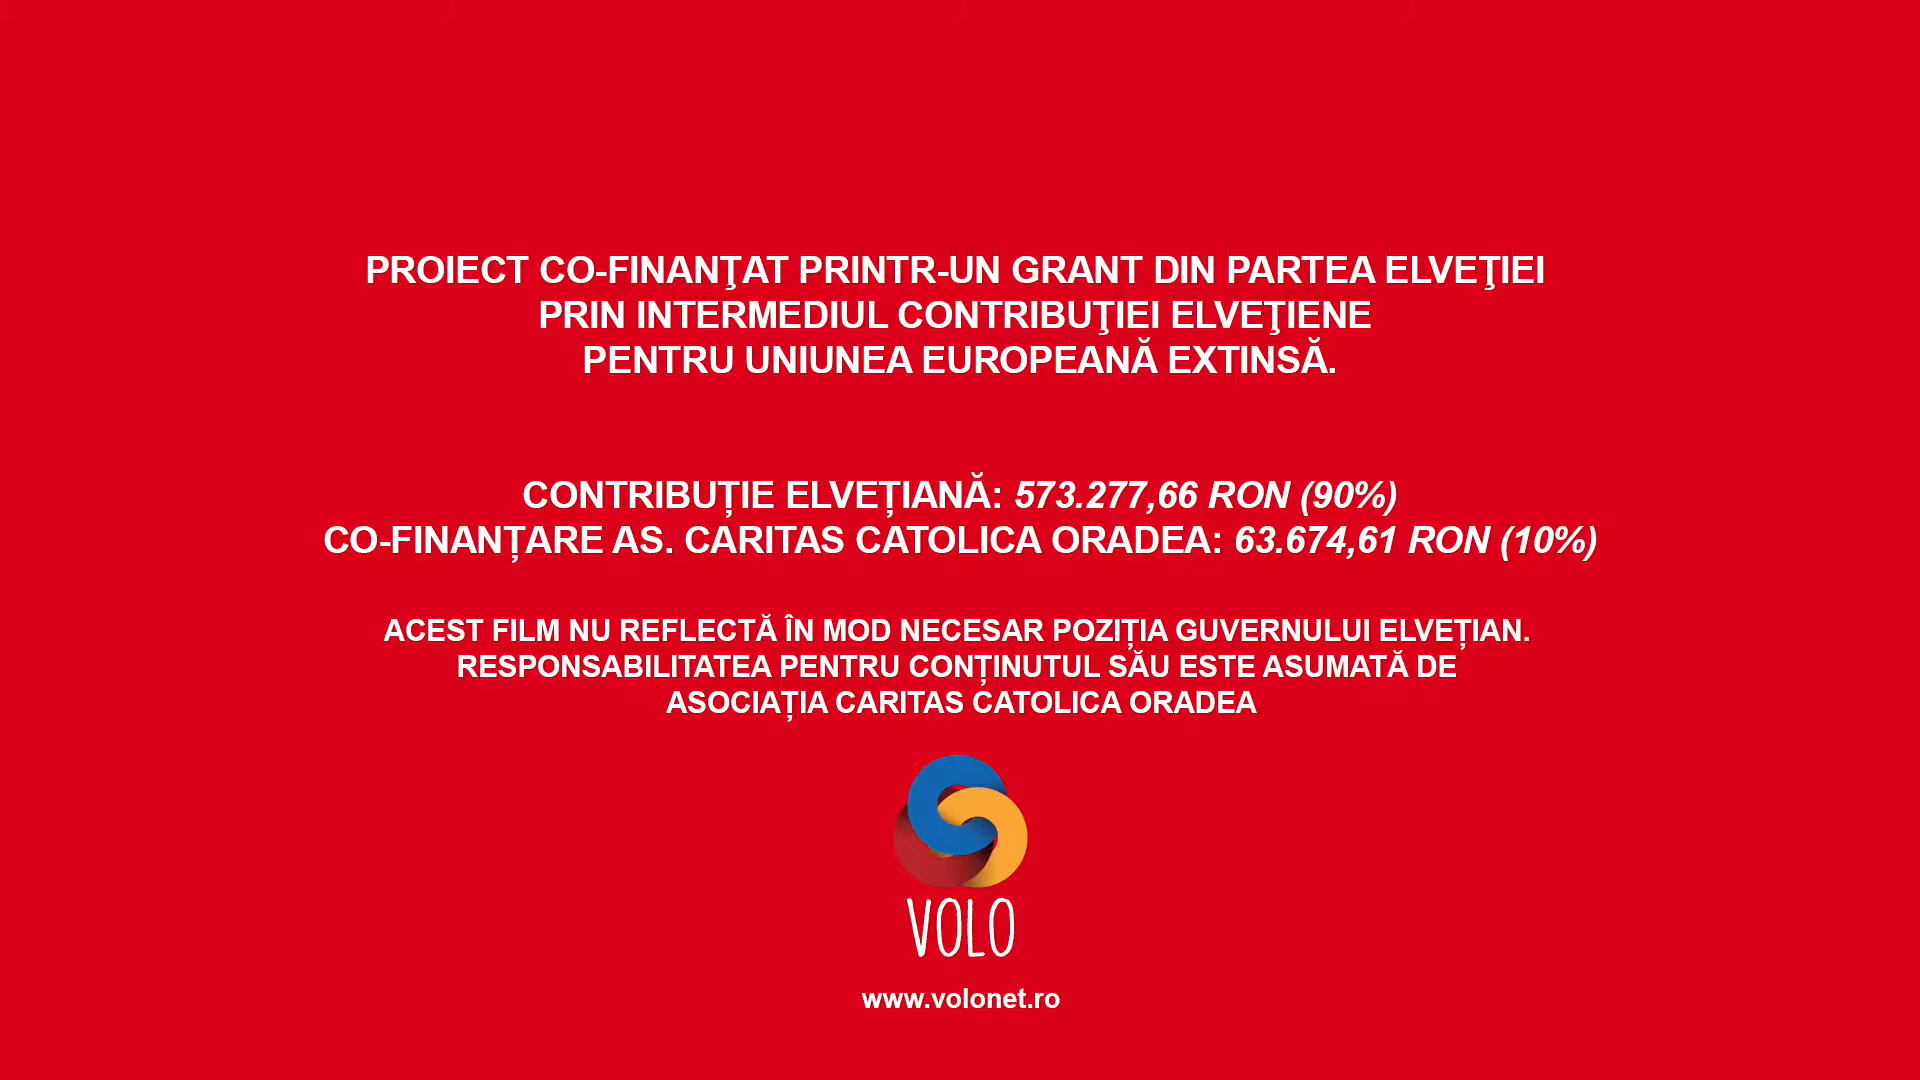 PROIECT CO-FINANŢAT PRINTR-UN GRANT DIN PARTEA ELVEŢIEI
PRIN INTERMEDIUL CONTRIBUŢIEI ELVEŢIENE
PENTRU UNIUNEA EUROPEANĂ EXTINSĂ.
CONTRIBUȚIE ELVEȚIANĂ: 573.277,66 RON (90%)
CO-FINANȚARE AS. CARITAS CATOLICA ORADEA: 63.674,61 RON (10%)
ACEST FILM NU REFLECTĂ ÎN MOD NECESAR POZIȚIA GUVERNULUI ELVEȚIAN.
RESPONSABILITATEA PENTRU CONȚINUTUL SĂU ESTE ASUMATĂ DE
ASOCIAȚIA CARITAS CATOLICA ORADEA
VOLO
www.volonet.ro